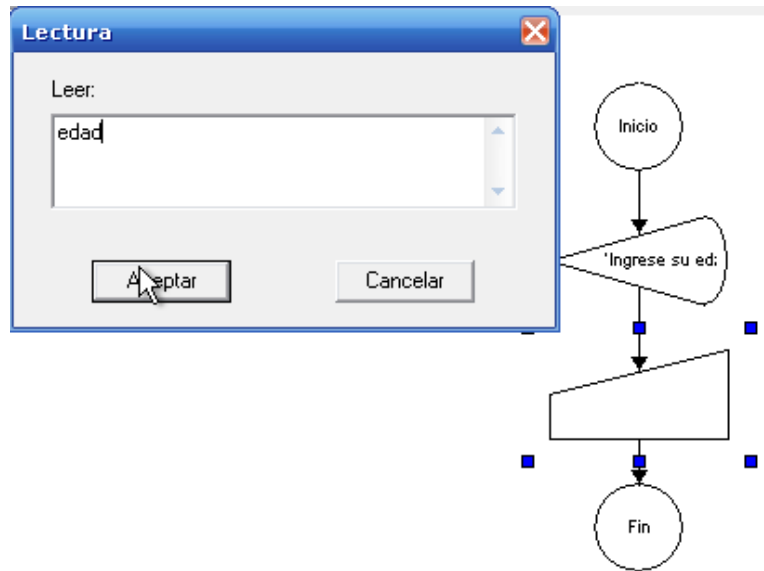 Lectura
Leer:
edad
Aceptar
Cancelar
Inicio
'Ingrese su ed
Fin